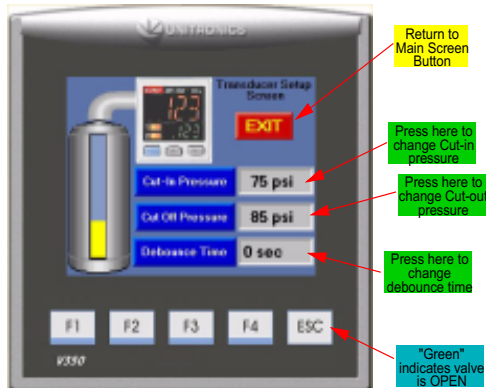 UNITRONICS
Transducer Setup
Screen
EXIT
Cut-In Pressure
75 psi
Cut Off Pressure
85 psi
Debounce Time
0 sec
F1
F2
F3
F4
ESC
V350
Return to
Main Screen
Button
Press here to
change Cut-in
pressure
Press here to
change Cut-out
pressure
Press here to
change
debounce time
"Green"
indicates valve
is OPEN